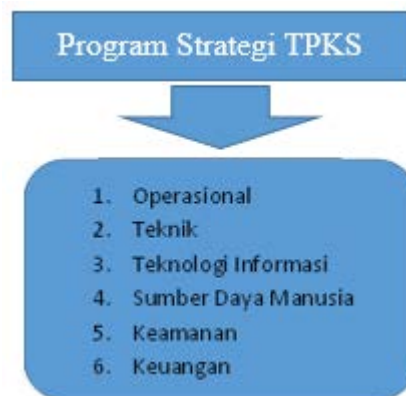 Program Strategi TPKS
1. Operasional
2. Teknik
3. Teknologi Informasi
4. Sumber Daya Manusia
5. Keamanan
6. Keuangan